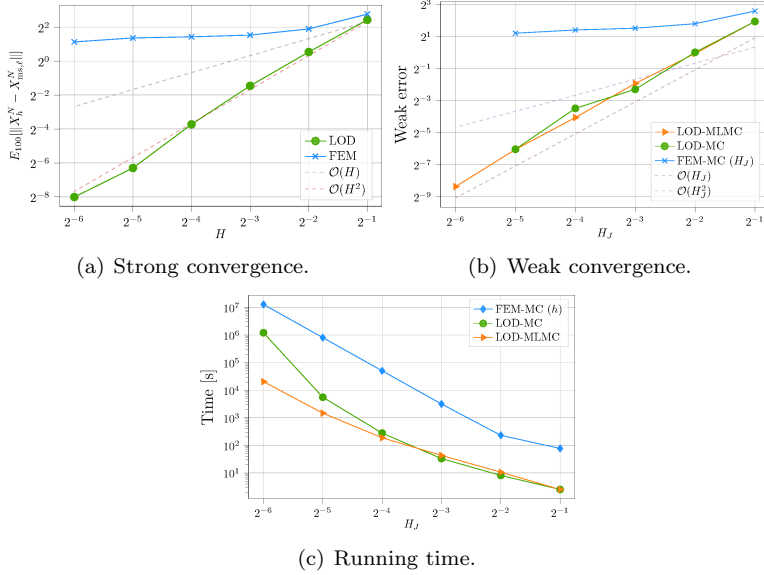 2^2
2^0
2^−2
2^−4
2^−6
2^−8
E_100[||X_h^N − X_ms,ℓ^N||]
LOD
FEM
O(H)
O(H^2)
2^−6 2^−5 2^−4 2^−3 2^−2 2^−1
H
(a) Strong convergence.
2^3
2^1
2^−1
2^−3
2^−5
2^−7
2^−9
Weak error
LOD-MLMC
LOD-MC
FEM-MC (H_J)
O(H_J)
O(H_J^2)
2^−6 2^−5 2^−4 2^−3 2^−2 2^−1
H_J
(b) Weak convergence.
10^7
10^6
10^5
10^4
10^3
10^2
10^1
Time [s]
FEM-MC (h)
LOD-MC
LOD-MLMC
2^−6 2^−5 2^−4 2^−3 2^−2 2^−1
H_J
(c) Running time.